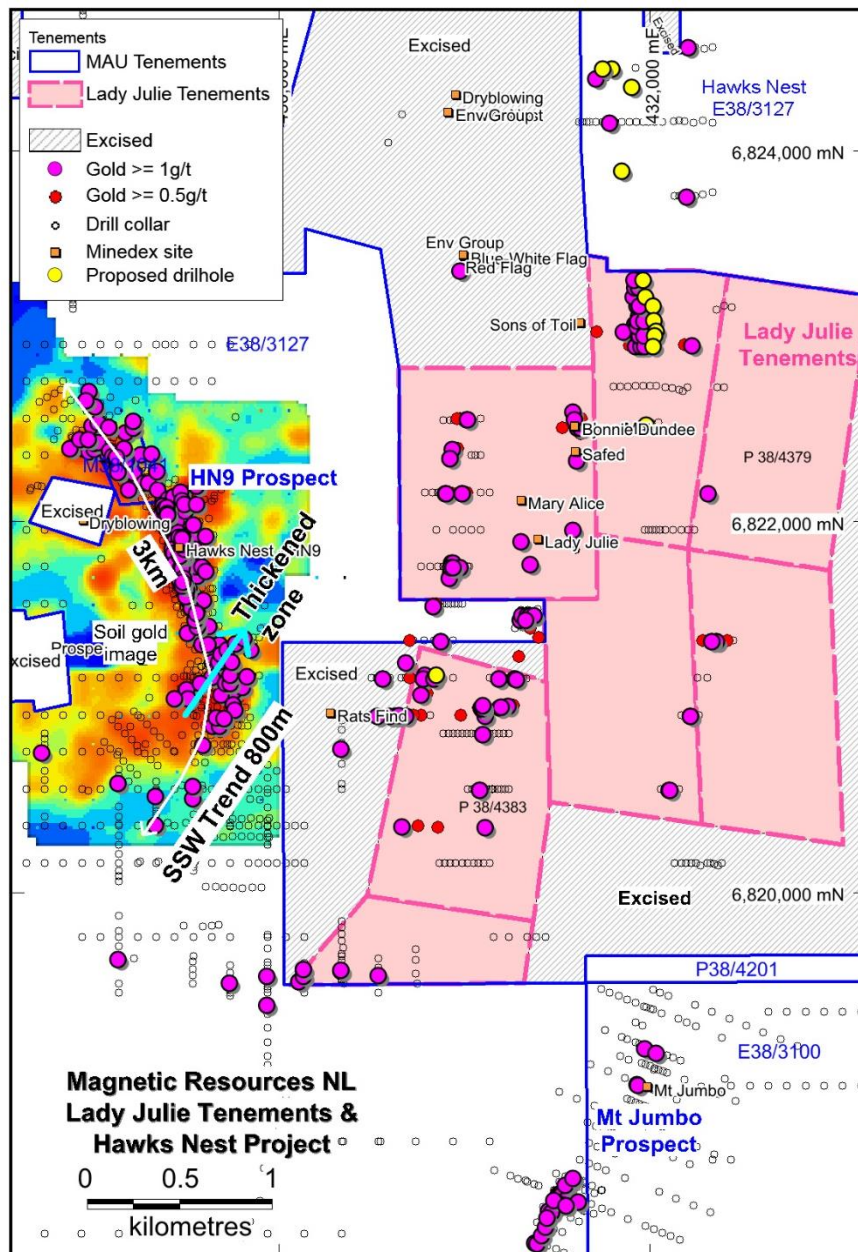 Tenements
MAU Tenements
Lady Julie Tenements
Excised
Gold >= 1g/t
Gold >= 0.5g/t
Drill collar
Minedex site
Proposed drillhole
Excised
Excised
432,000 mE
Hawks Nest
E38/3127
Dryblowing
Env Group
6,824,000 mN
Env Group
Blue White Flag
Red Flag
Sons of Toil
E38/3127
Lady Julie
Tenements
Bonnie Dundee
Safed
P 38/4379
HN9 Prospect
Excised
Dryblowing
Mary Alice
6,822,000 mN
Hawks Nest
Lady Julie
3km
Thickened
zone
Soil gold
image
Excised
Rats Find
SSW Trend 800m
P 38/4383
Excised
6,820,000 mN
P38/4201
E38/3100
Magnetic Resources NL
Lady Julie Tenements &
Hawks Nest Project
Mt Jumbo
Mt Jumbo
Prospect
0 0.5 1
kilometres